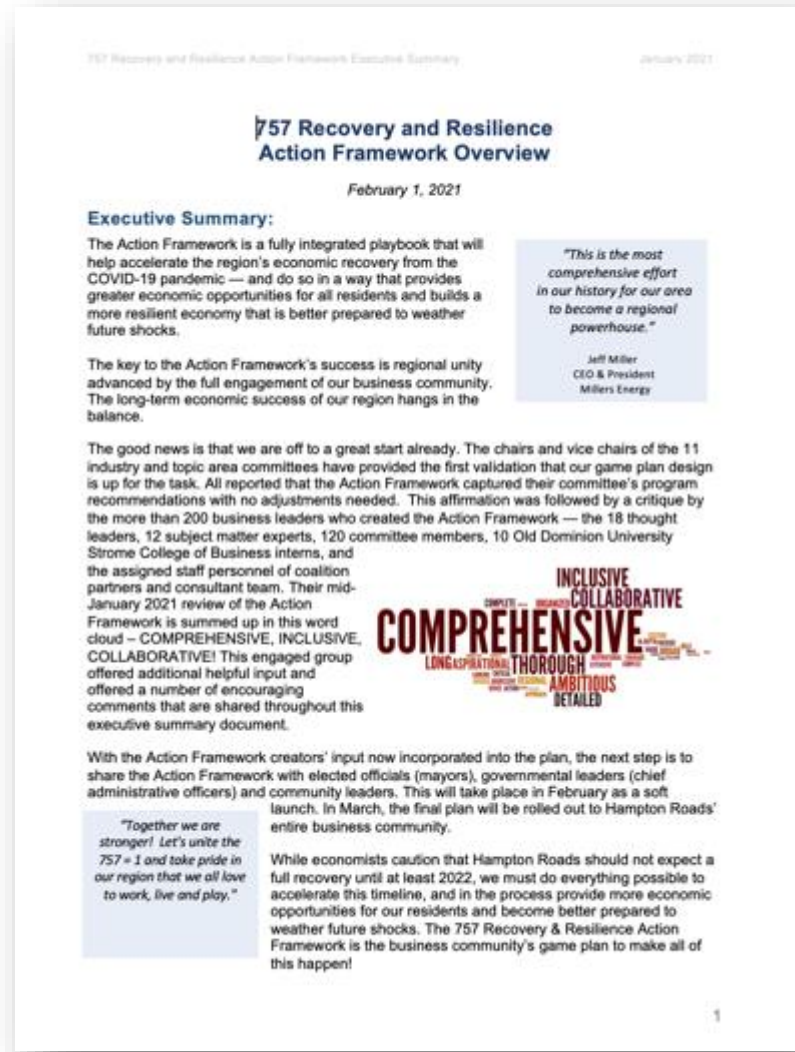 757 Recovery and Resilience Action Framework Executive Summary January 2021
757 Recovery and Resilience
Action Framework Overview
February 1, 2021
Executive Summary:
The Action Framework is a fully integrated playbook that will
help accelerate the region's economic recovery from the
COVID-19 pandemic — and do so in a way that provides
greater economic opportunities for all residents and builds a
more resilient economy that is better prepared to weather
future shocks.
"This is the most
comprehensive effort
in our history for our area
to become a regional
powerhouse."
Jeff Miller
CEO & President
Millers Energy
The key to the Action Framework's success is regional unity
advanced by the full engagement of our business community.
The long-term economic success of our region hangs in the
balance.
The good news is that we are off to a great start already. The chairs and vice chairs of the 11
industry and topic area committees have provided the first validation that our game plan design
is up for the task. All reported that the Action Framework captured their committee's program
recommendations with no adjustments needed. This affirmation was followed by a critique by
the more than 200 business leaders who created the Action Framework — the 18 thought
leaders, 12 subject matter experts, 120 committee members, 10 Old Dominion University
Strome College of Business interns, and
the assigned staff personnel of coalition
partners and consultant team. Their mid-
January 2021 review of the Action
Framework is summed up in this word
cloud – COMPREHENSIVE, INCLUSIVE,
COLLABORATIVE! This engaged group
offered additional helpful input and
offered a number of encouraging
comments that are shared throughout this
executive summary document.
INCLUSIVE
COMPLETE ORGANIZED COLLABORATIVE
COMPREHENSIVE
LONG ASPIRATIONAL THOROUGH
REGIONAL AMBITIOUS
DETAILED
With the Action Framework creators' input now incorporated into the plan, the next step is to
share the Action Framework with elected officials (mayors), governmental leaders (chief
administrative officers) and community leaders. This will take place in February as a soft
launch. In March, the final plan will be rolled out to Hampton Roads'
entire business community.
"Together we are
stronger! Let's unite the
757 = 1 and take pride in
our region that we all love
to work, live and play."
While economists caution that Hampton Roads should not expect a
full recovery until at least 2022, we must do everything possible to
accelerate this timeline, and in the process provide more economic
opportunities for our residents and become better prepared to
weather future shocks. The 757 Recovery & Resilience Action
Framework is the business community's game plan to make all of
this happen!
1